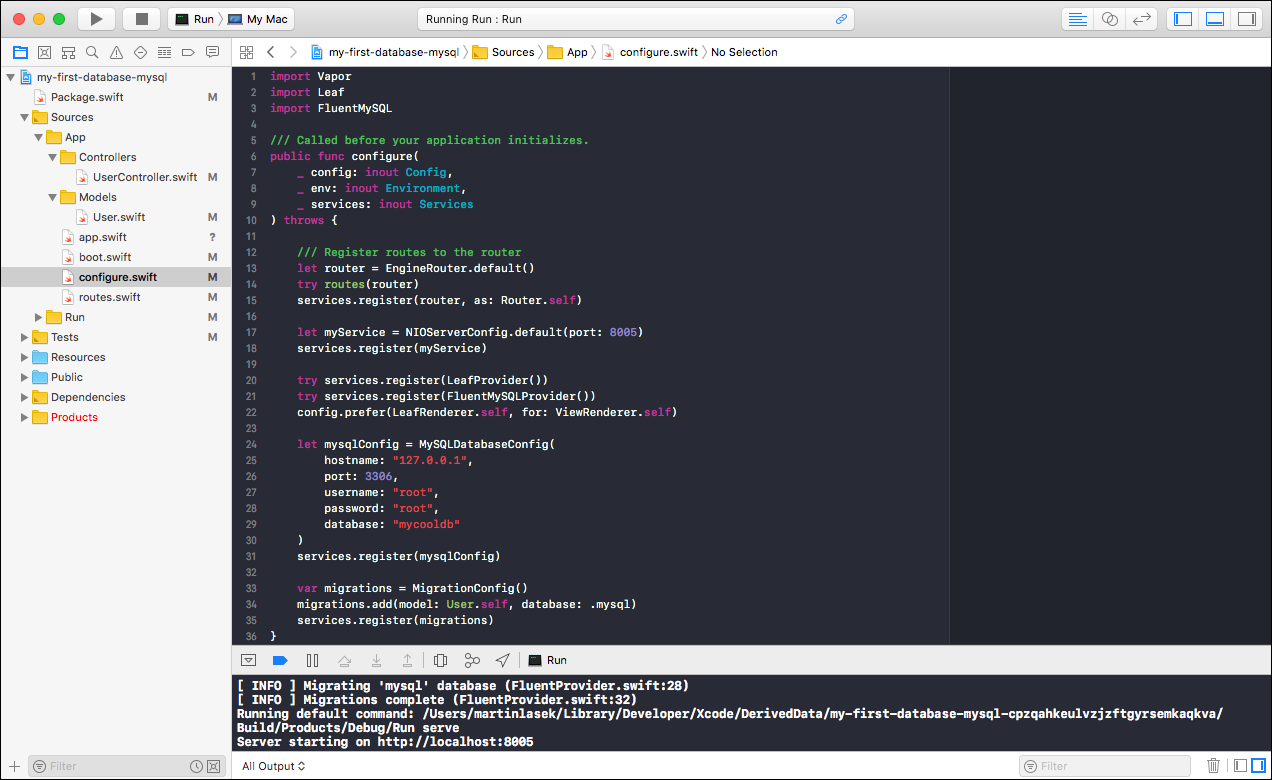 Run 〉 My Mac
Running Run : Run
my-first-database-mysql 〉 Sources 〉 App 〉 configure.swift 〉 No Selection
my-first-database-mysql
Package.swift M
Sources
App
Controllers
UserController.swift M
Models
User.swift M
app.swift ?
boot.swift M
configure.swift M
routes.swift M
Run M
Tests M
Resources
Public
Dependencies
Products
Filter
1 import Vapor
2 import Leaf
3 import FluentMySQL
4
5 /// Called before your application initializes.
6 public func configure(
7     _ config: inout Config,
8     _ env: inout Environment,
9     _ services: inout Services
10 ) throws {
11
12     /// Register routes to the router
13     let router = EngineRouter.default()
14     try routes(router)
15     services.register(router, as: Router.self)
16
17     let myService = NIOServerConfig.default(port: 8005)
18     services.register(myService)
19
20     try services.register(LeafProvider())
21     try services.register(FluentMySQLProvider())
22     config.prefer(LeafRenderer.self, for: ViewRenderer.self)
23
24     let mysqlConfig = MySQLDatabaseConfig(
25         hostname: "127.0.0.1",
26         port: 3306,
27         username: "root",
28         password: "root",
29         database: "mycooldb"
30     )
31     services.register(mysqlConfig)
32
33     var migrations = MigrationConfig()
34     migrations.add(model: User.self, database: .mysql)
35     services.register(migrations)
36 }
Run
[ INFO ] Migrating 'mysql' database (FluentProvider.swift:28)
[ INFO ] Migrations complete (FluentProvider.swift:32)
Running default command: /Users/martinlasek/Library/Developer/Xcode/DerivedData/my-first-database-mysql-cpzqahkeulvzjzftgyrsemkaqkva/
Build/Products/Debug/Run serve
Server starting on http://localhost:8005
All Output
Filter